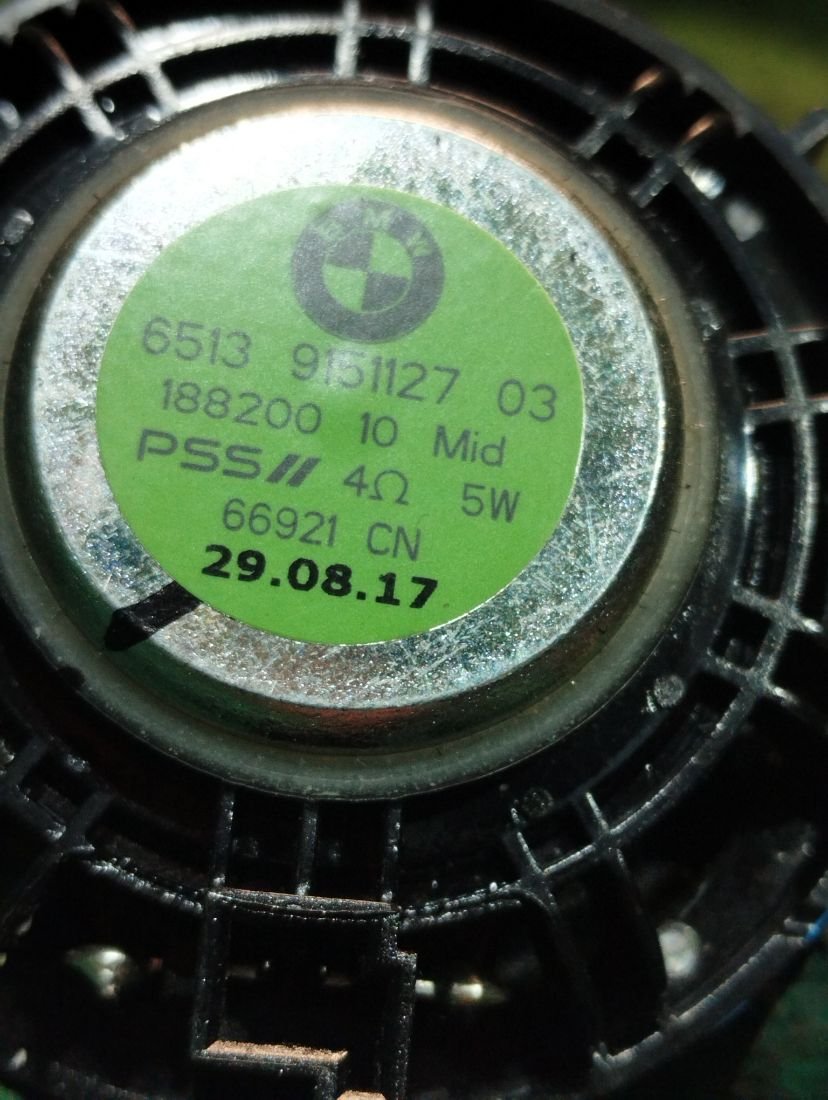 BMW
6513 9151127 03
188200 10 Mid
PSS// 4Ω 5W
66921 CN
29.08.17